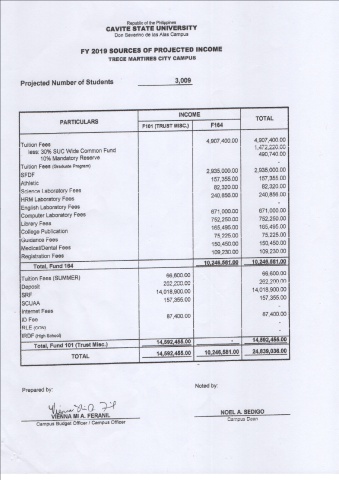 Republic of the Philippines
CAVITE STATE UNIVERSITY
Don Severino de las Alas Campus
FY 2019 SOURCES OF PROJECTED INCOME
TRECE MARTIRES CITY CAMPUS
Projected Number of Students 3,009
PARTICULARS INCOME TOTAL
F101 (TRUST MISC.) F164
Tuition Fees 4,907,400.00 4,907,400.00
less: 30% SUC Wide Common Fund 1,472,220.00
10% Mandatory Reserve 490,740.00
Tuition Fees (Graduate Program) -
SFDF 2,936,000.00 2,936,000.00
Athletic 157,355.00 157,355.00
Science Laboratory Fees 82,320.00 82,320.00
HRM Laboratory Fees 240,856.00 240,856.00
English Laboratory Fees -
Computer Laboratory Fees 671,000.00 671,000.00
Library Fees 752,250.00 752,250.00
College Publication 165,495.00 165,495.00
Guidance Fees 75,225.00 75,225.00
Medical/Dental Fees 150,450.00 150,450.00
Registration Fees 109,230.00 109,230.00
Total, Fund 164 10,246,581.00 10,246,581.00
Tuition Fees (SUMMER) 66,600.00 66,600.00
Deposit 262,200.00 262,200.00
SRF 14,018,900.00 14,018,900.00
SCUAA 157,355.00 157,355.00
Internet Fees -
ID Fee 87,400.00 87,400.00
RLE -
IRDF (High School) -
Total, Fund 101 (Trust Misc.) 14,592,455.00 - 14,592,455.00
TOTAL 14,592,455.00 10,246,581.00 24,839,036.00
Prepared by: Noted by:
VIENNA MI A. FERANIL NOEL A. SEDIGO
Campus Budget Officer / Campus Officer Campus Dean